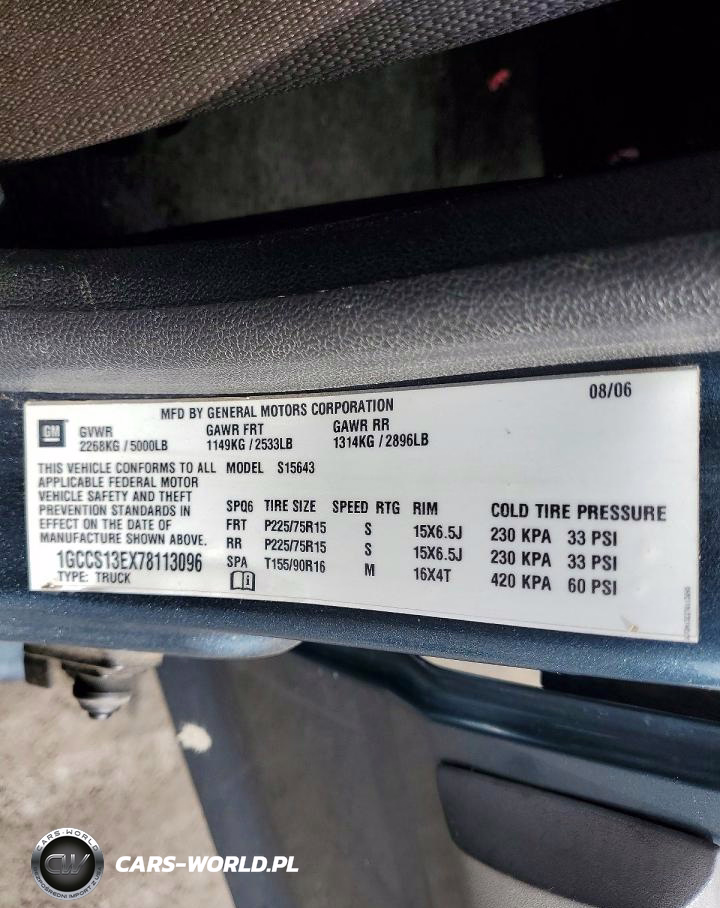 08/06
MFD BY GENERAL MOTORS CORPORATION
GM GVWR GAWR FRT GAWR RR
2268KG / 5000LB 1149KG / 2533LB 1314KG / 2896LB
THIS VEHICLE CONFORMS TO ALL
APPLICABLE FEDERAL MOTOR
VEHICLE SAFETY AND THEFT
PREVENTION STANDARDS IN
EFFECT ON THE DATE OF
MANUFACTURE SHOWN ABOVE.
1GCCS13EX78113096
TYPE: TRUCK
MODEL S15643
SPQ6 TIRE SIZE SPEED RTG RIM COLD TIRE PRESSURE
FRT P225/75R15 S 15X6.5J 230 KPA 33 PSI
RR P225/75R15 S 15X6.5J 230 KPA 33 PSI
SPA T155/90R16 M 16X4T 420 KPA 60 PSI
CARS-WORLD
CW
CARS-WORLD.PL